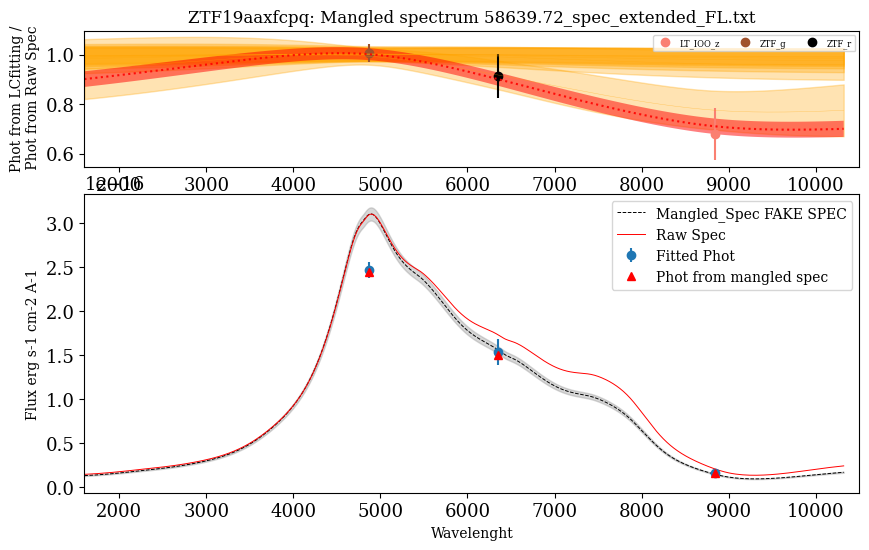 ZTF19aaxfcpq: Mangled spectrum 58639.72_spec_extended_FL.txt
Phot from LCfitting /
Phot from Raw Spec
1.0
0.8
0.6
LT_IOO_z ZTF_g ZTF_r
2000 3000 4000 5000 6000 7000 8000 9000 10000
1e−16
3.0
2.5
2.0
1.5
1.0
0.5
0.0
Flux erg s-1 cm-2 A-1
Mangled_Spec FAKE SPEC
Raw Spec
Fitted Phot
Phot from mangled spec
2000 3000 4000 5000 6000 7000 8000 9000 10000
Wavelenght